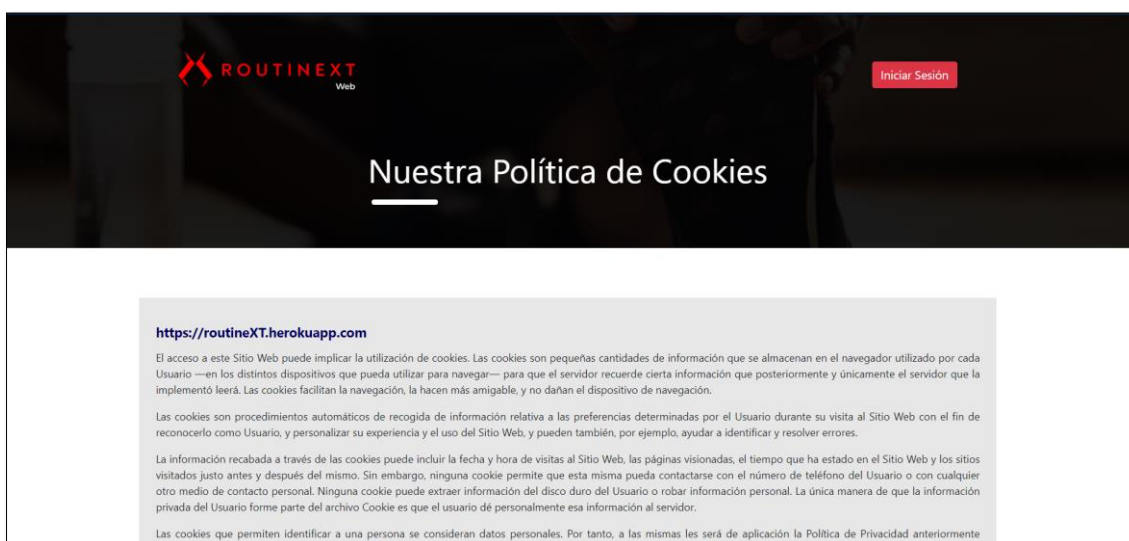 ROUTINEXT
Web
Iniciar Sesión
Nuestra Política de Cookies
https://routineXT.herokuapp.com
El acceso a este Sitio Web puede implicar la utilización de cookies. Las cookies son pequeñas cantidades de información que se almacenan en el navegador utilizado por cada
Usuario —en los distintos dispositivos que pueda utilizar para navegar— para que el servidor recuerde cierta información que posteriormente y únicamente el servidor que la
implementó leerá. Las cookies facilitan la navegación, la hacen más amigable, y no dañan el dispositivo de navegación.
Las cookies son procedimientos automáticos de recogida de información relativa a las preferencias determinadas por el Usuario durante su visita al Sitio Web con el fin de
reconocerlo como Usuario, y personalizar su experiencia y el uso del Sitio Web, y pueden también, por ejemplo, ayudar a identificar y resolver errores.
La información recabada a través de las cookies puede incluir la fecha y hora de visitas al Sitio Web, las páginas visionadas, el tiempo que ha estado en el Sitio Web y los sitios
visitados justo antes y después del mismo. Sin embargo, ninguna cookie permite que esta misma pueda contactarse con el número de teléfono del Usuario o con cualquier
otro medio de contacto personal. Ninguna cookie puede extraer información del disco duro del Usuario o robar información personal. La única manera de que la información
privada del Usuario forme parte del archivo Cookie es que el usuario dé personalmente esa información al servidor.
Las cookies que permiten identificar a una persona se consideran datos personales. Por tanto, a las mismas les será de aplicación la Política de Privacidad anteriormente